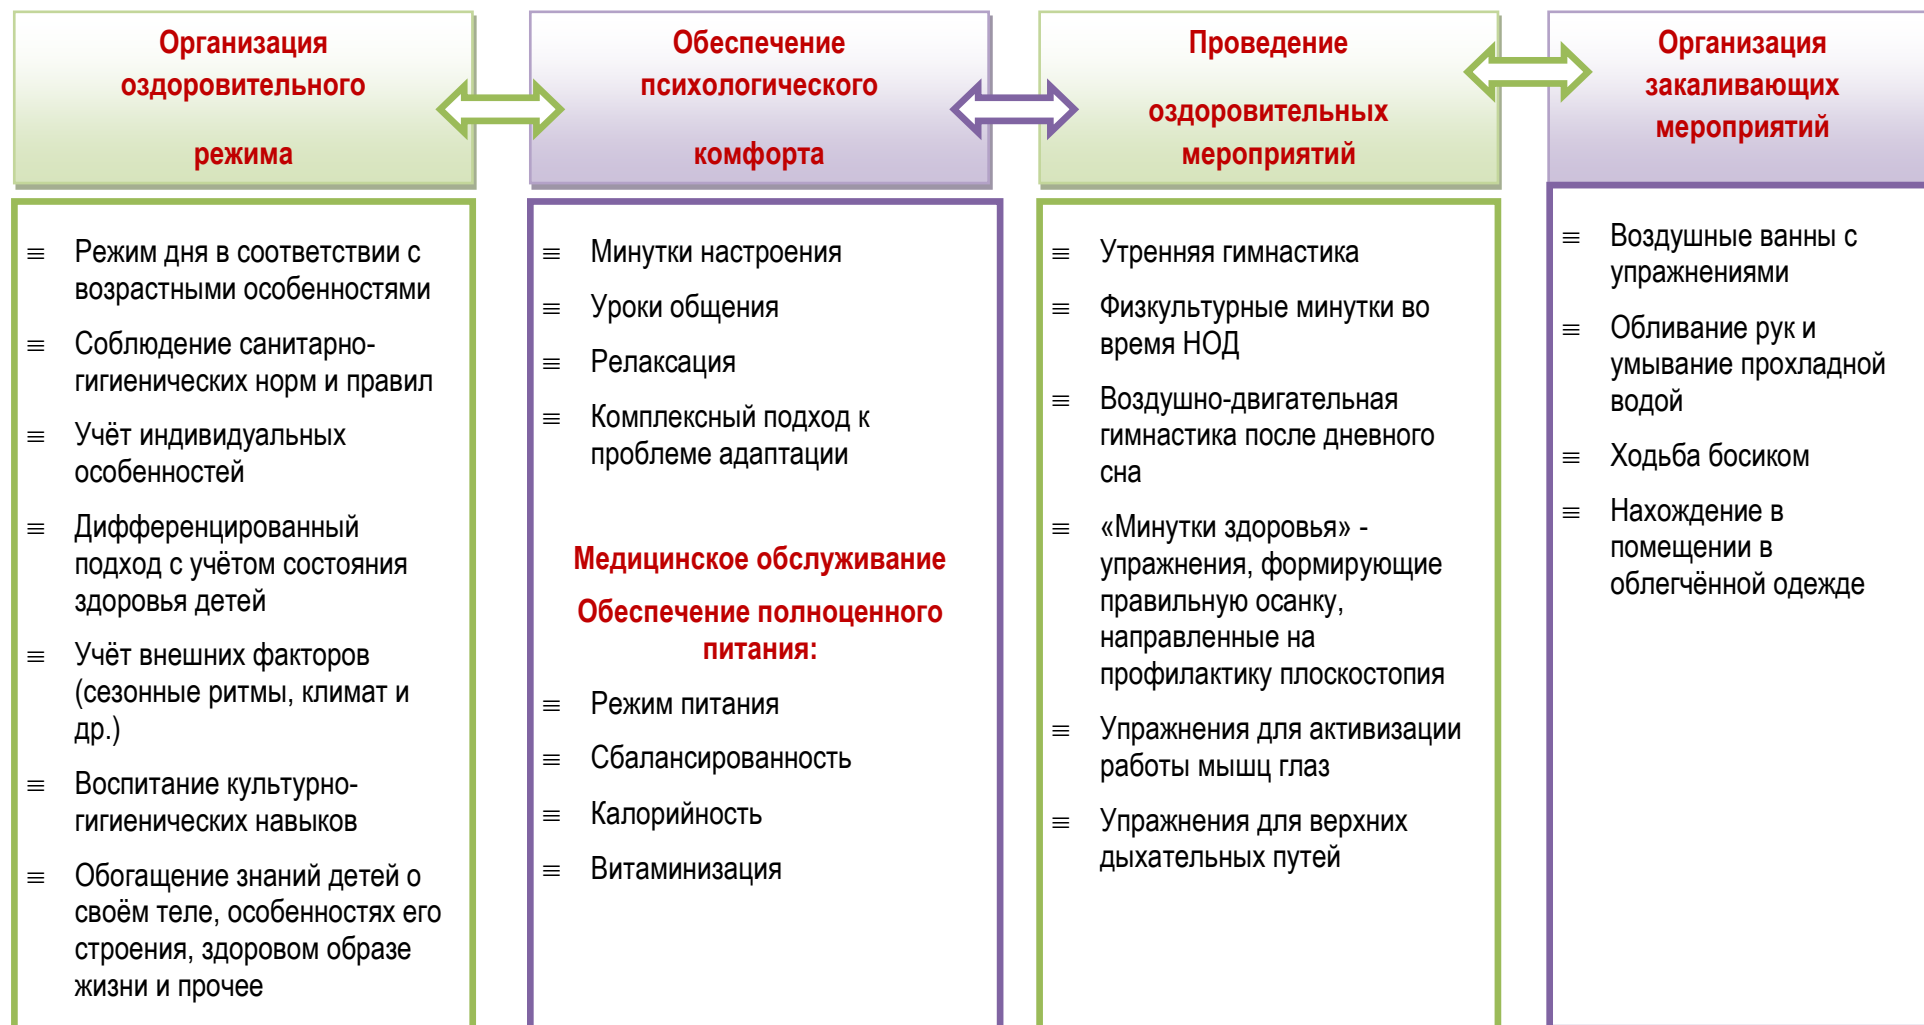 Организация
оздоровительного
режима
≡ Режим дня в соответствии с
возрастными особенностями
≡ Соблюдение санитарно-
гигиенических норм и правил
≡ Учёт индивидуальных
особенностей
≡ Дифференцированный
подход с учётом состояния
здоровья детей
≡ Учёт внешних факторов
(сезонные ритмы, климат и
др.)
≡ Воспитание культурно-
гигиенических навыков
≡ Обогащение знаний детей о
своём теле, особенностях его
строения, здоровом образе
жизни и прочее
Обеспечение
психологического
комфорта
≡ Минутки настроения
≡ Уроки общения
≡ Релаксация
≡ Комплексный подход к
проблеме адаптации
Медицинское обслуживание
Обеспечение полноценного
питания:
≡ Режим питания
≡ Сбалансированность
≡ Калорийность
≡ Витаминизация
Проведение
оздоровительных
мероприятий
≡ Утренняя гимнастика
≡ Физкультурные минутки во
время НОД
≡ Воздушно-двигательная
гимнастика после дневного
сна
≡ «Минутки здоровья» -
упражнения, формирующие
правильную осанку,
направленные на
профилактику плоскостопия
≡ Упражнения для активизации
работы мышц глаз
≡ Упражнения для верхних
дыхательных путей
Организация
закаливающих
мероприятий
≡ Воздушные ванны с
упражнениями
≡ Обливание рук и
умывание прохладной
водой
≡ Ходьба босиком
≡ Нахождение в
помещении в
облегчённой одежде